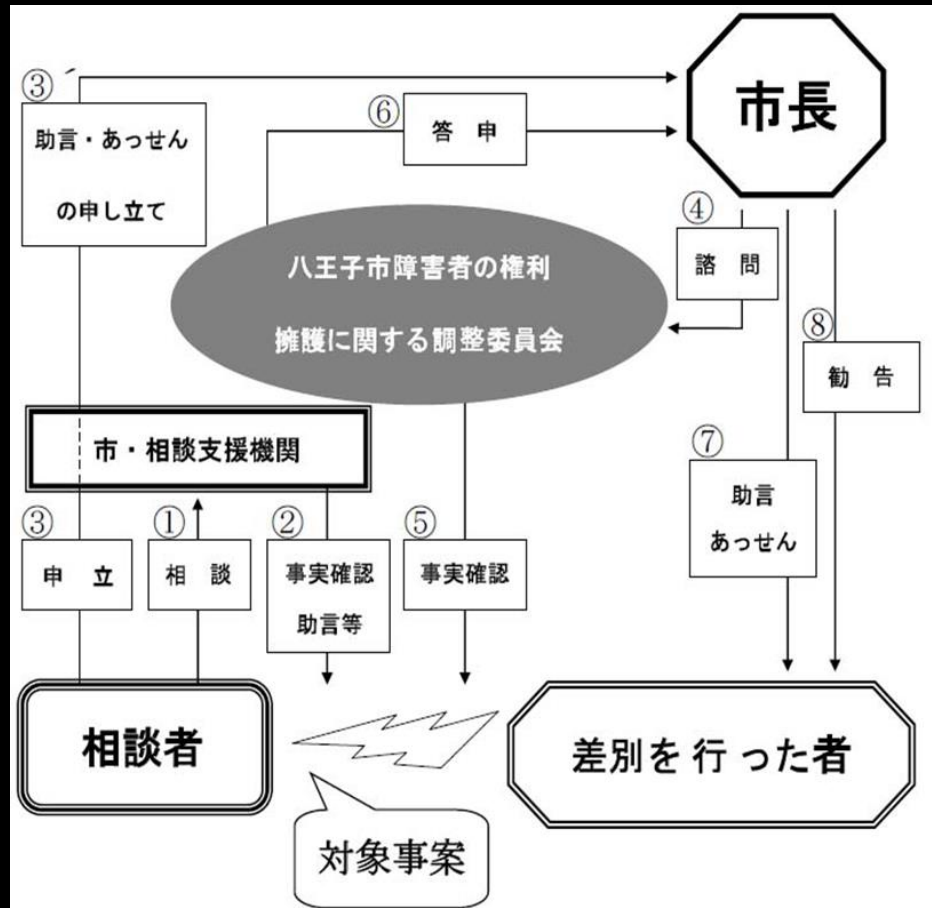 ③´
助言・あっせん
の申し立て
⑥
答 申
市長
④
諮 問
八王子市障害者の権利
擁護に関する調整委員会
⑧
勧 告
市・相談支援機関
⑦
助言
あっせん
③
申 立
①
相 談
②
事実確認
助言等
⑤
事実確認
相談者
差別を 行 った者
対象事案